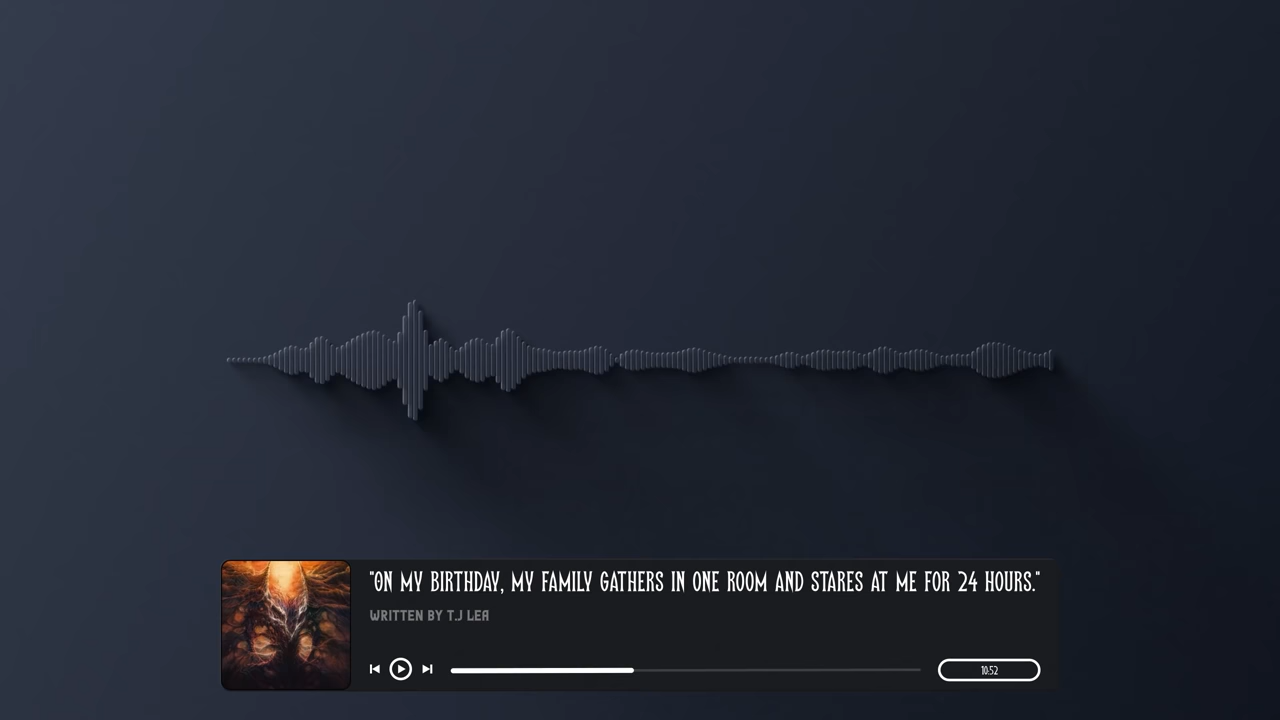 "ON MY BIRTHDAY, MY FAMILY GATHERS IN ONE ROOM AND STARES AT ME FOR 24 HOURS."
WRITTEN BY T.J LEA
10:52